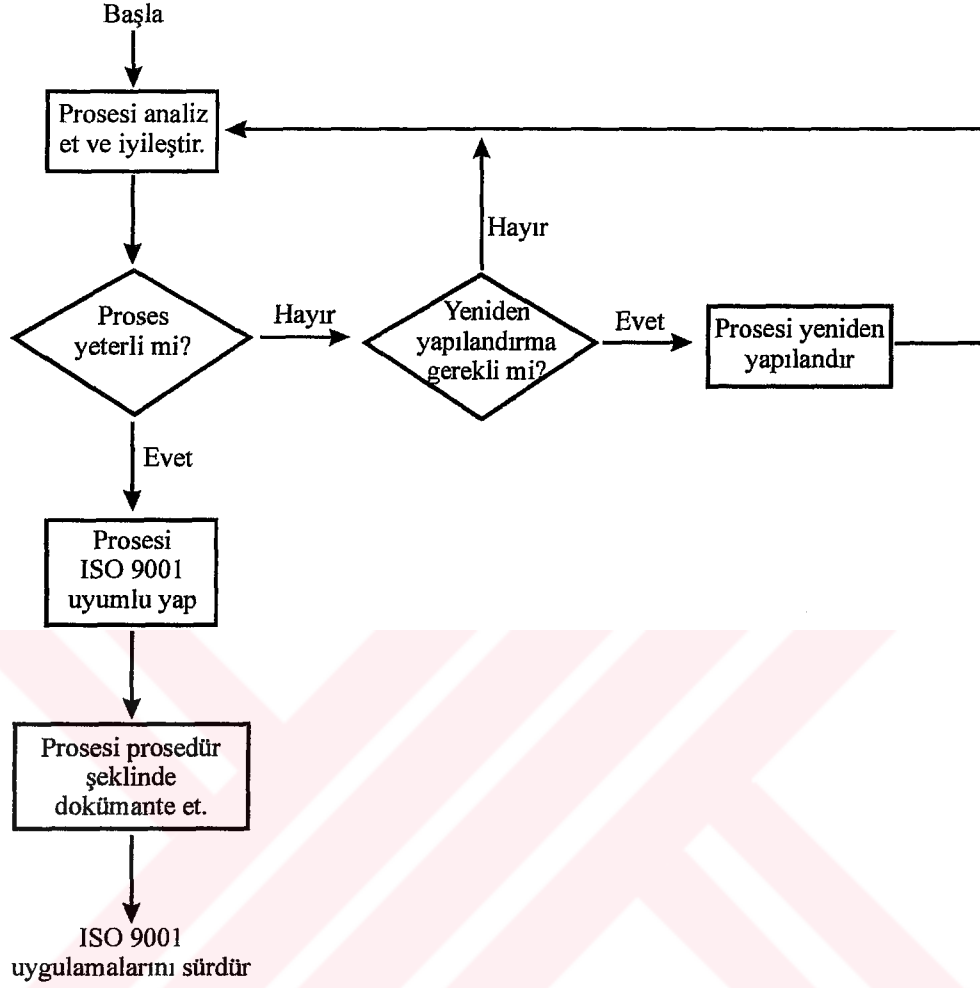 Başla
Prosesi analiz
et ve iyileştir.
Hayır
Proses
yeterli mi?
Hayır
Yeniden
yapılandırma
gerekli mi?
Evet
Prosesi yeniden
yapılandır
Evet
Prosesi
ISO 9001
uyumlu yap
Prosesi prosedür
şeklinde
dokümante et.
ISO 9001
uygulamalarını sürdür